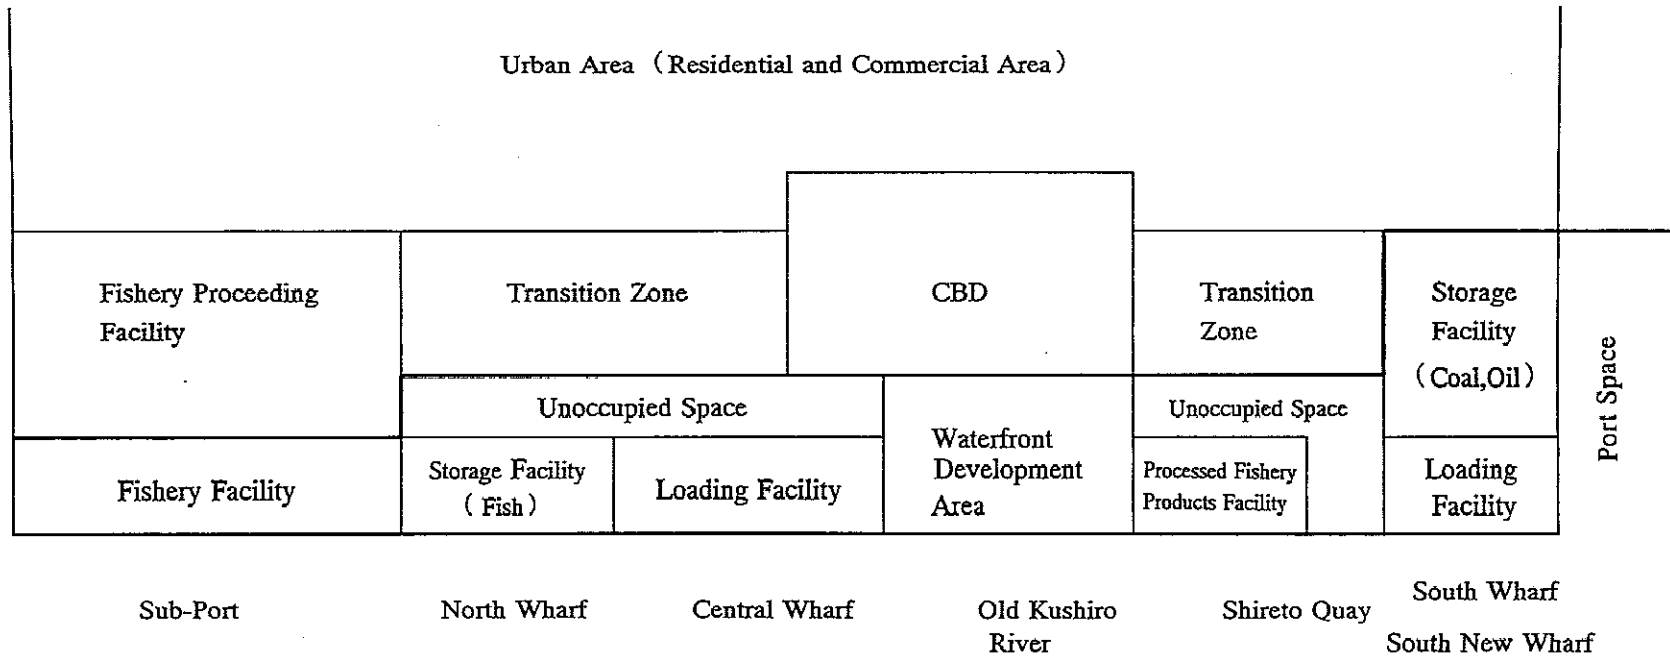 Urban Area （Residential and Commercial Area）
Fishery Proceeding
Facility
Transition Zone
CBD
Transition
Zone
Storage
Facility
（Coal,Oil）
Port Space
Unoccupied Space
Unoccupied Space
Fishery Facility
Storage Facility
（ Fish ）
Loading Facility
Waterfront
Development
Area
Processed Fishery
Products Facility
Loading
Facility
Sub-Port
North Wharf
Central Wharf
Old Kushiro
River
Shireto Quay
South Wharf
South New Wharf